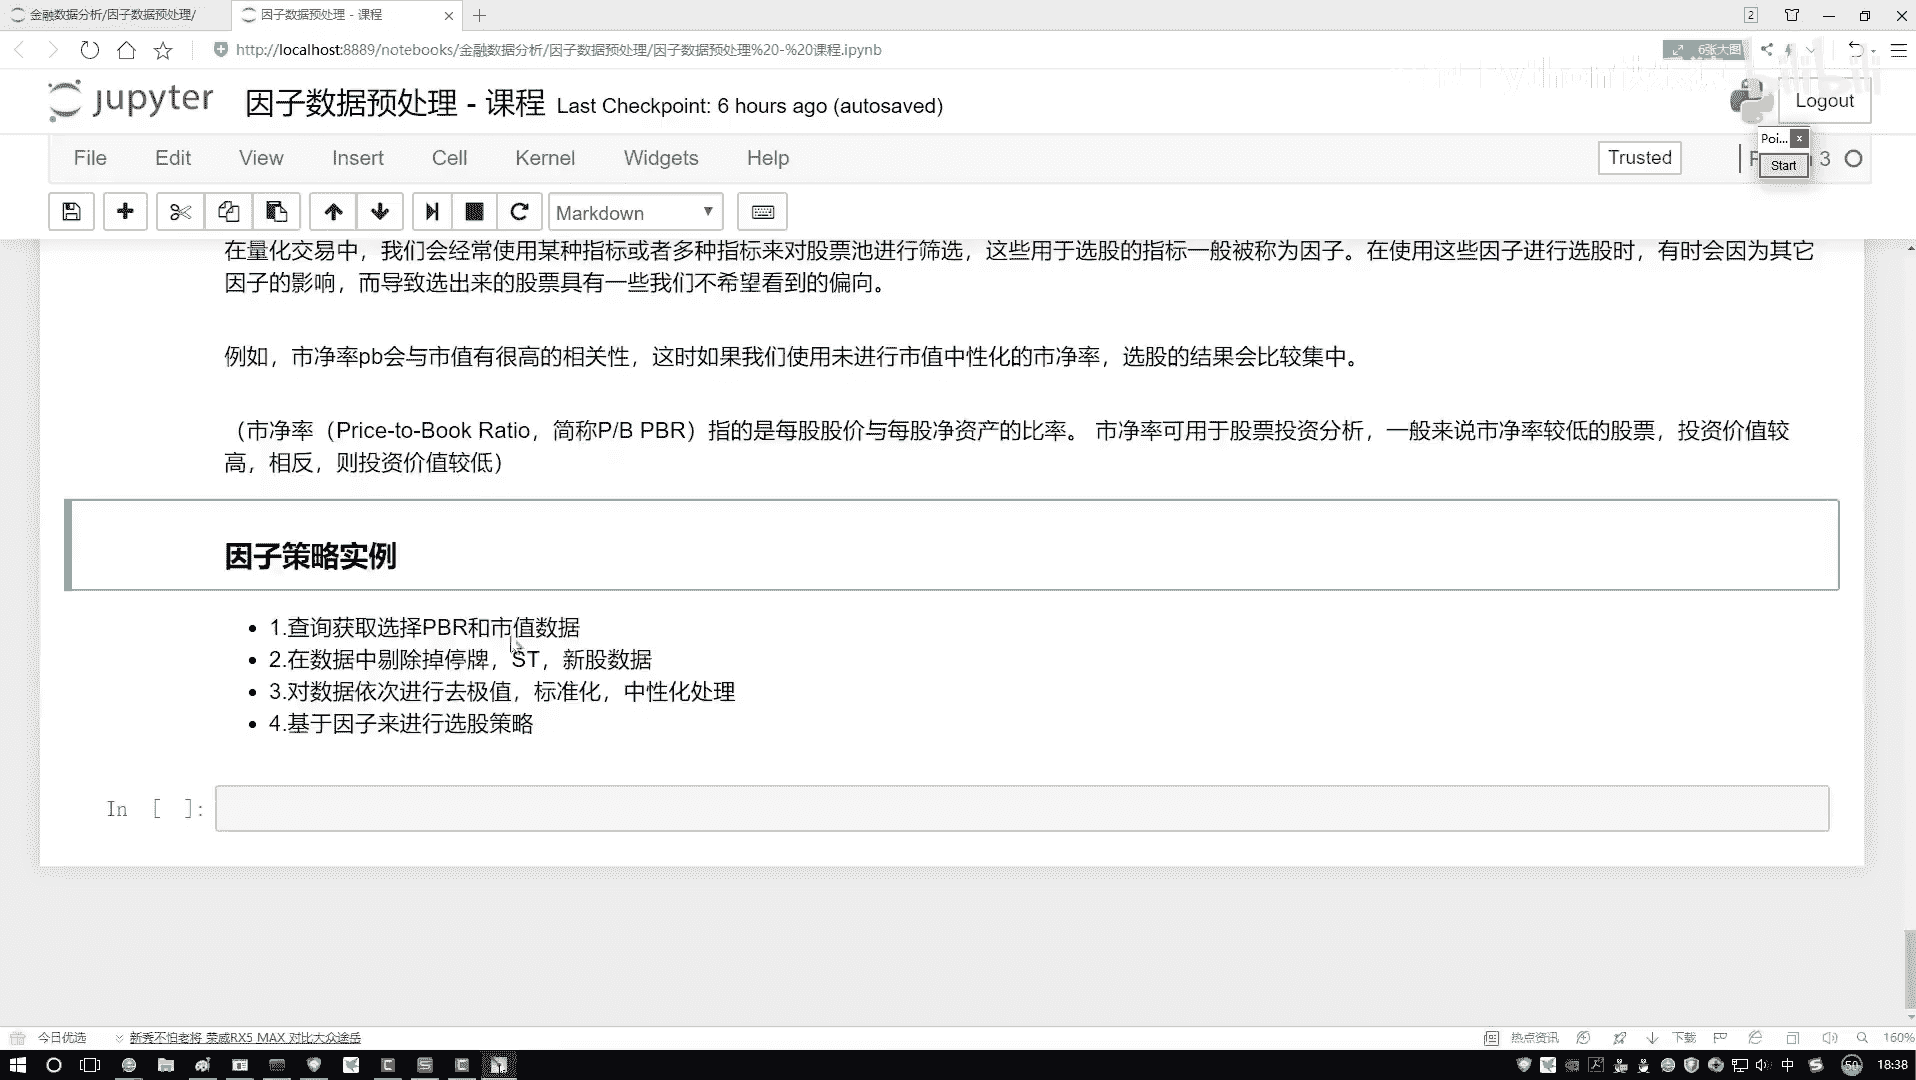 金融数据分析/因子数据预处理/
因子数据预处理 - 课程
2
http://localhost:8889/notebooks/金融数据分析/因子数据预处理/因子数据预处理%20-%20课程.ipynb
6张大图
bilibili
jupyter
因子数据预处理 - 课程 Last Checkpoint: 6 hours ago (autosaved)
Logout
Poi...
Start
File Edit View Insert Cell Kernel Widgets Help
Trusted
3
Markdown
在量化交易中，我们会经常使用某种指标或者多种指标来对股票池进行筛选，这些用于选股的指标一般被称为因子。在使用这些因子进行选股时，有时会因为其它
因子的影响，而导致选出来的股票具有一些我们不希望看到的偏向。
例如，市净率pb会与市值有很高的相关性，这时如果我们使用未进行市值中性化的市净率，选股的结果会比较集中。
（市净率（Price-to-Book Ratio，简称P/B PBR）指的是每股股价与每股净资产的比率。 市净率可用于股票投资分析，一般来说市净率较低的股票，投资价值较
高，相反，则投资价值较低）
因子策略实例
• 1.查询获取选择PBR和市值数据
• 2.在数据中剔除掉停牌，ST，新股数据
• 3.对数据依次进行去极值，标准化，中性化处理
• 4.基于因子来进行选股策略
In [ ]:
今日优选
新秀不怕老将 荣威RX5 MAX 对比大众途岳
热点资讯
下载
160%
中
50
18:38